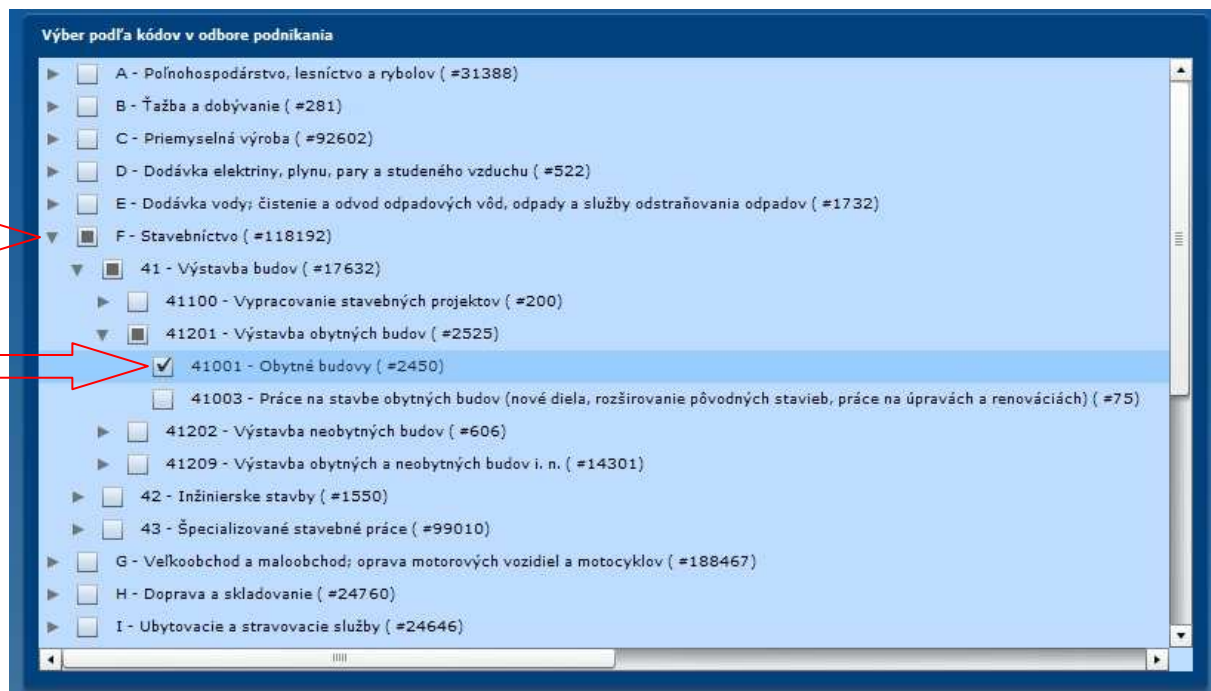 Výber podľa kódov v odbore podnikania
A - Poľnohospodárstvo, lesníctvo a rybolov ( #31388)
B - Ťažba a dobývanie ( #281)
C - Priemyselná výroba ( #92602)
D - Dodávka elektriny, plynu, pary a studeného vzduchu ( #522)
E - Dodávka vody; čistenie a odvod odpadových vôd, odpady a služby odstraňovania odpadov ( #1732)
F - Stavebníctvo ( #118192)
41 - Výstavba budov ( #17632)
41100 - Vypracovanie stavebných projektov ( #200)
41201 - Výstavba obytných budov ( #2525)
41001 - Obytné budovy ( #2450)
41003 - Práce na stavbe obytných budov (nové diela, rozširovanie pôvodných stavieb, práce na úpravách a renováciách) ( #75)
41202 - Výstavba neobytných budov ( #606)
41209 - Výstavba obytných a neobytných budov i. n. ( #14301)
42 - Inžinierske stavby ( #1550)
43 - Špecializované stavebné práce ( #99010)
G - Veľkoobchod a maloobchod; oprava motorových vozidiel a motocyklov ( #188467)
H - Doprava a skladovanie ( #24760)
I - Ubytovacie a stravovacie služby ( #24646)